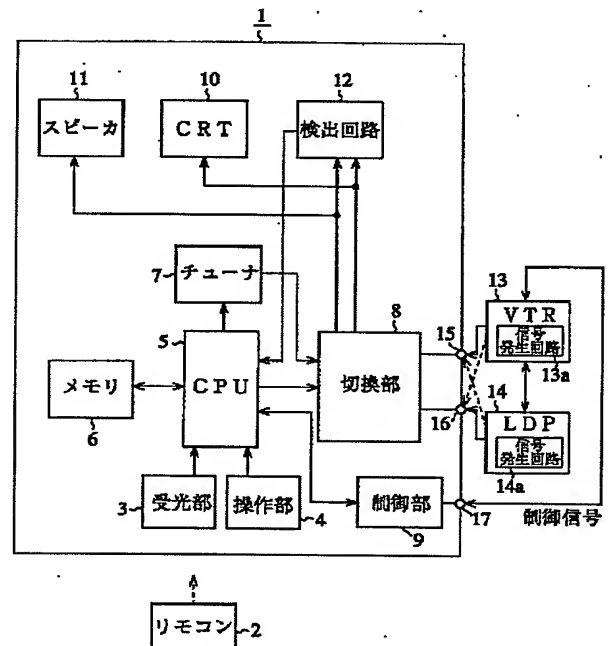 1
11
10
12
スピーカ
CRT
検出回路
7
チューナ
5
8
13
VTR
信号
発生回路
13a
15
メモリ
6
CPU
切換部
16
14
LDP
信号
発生回路
14a
3
受光部
操作部
4
制御部
9
17
制御信号
リモコン
2